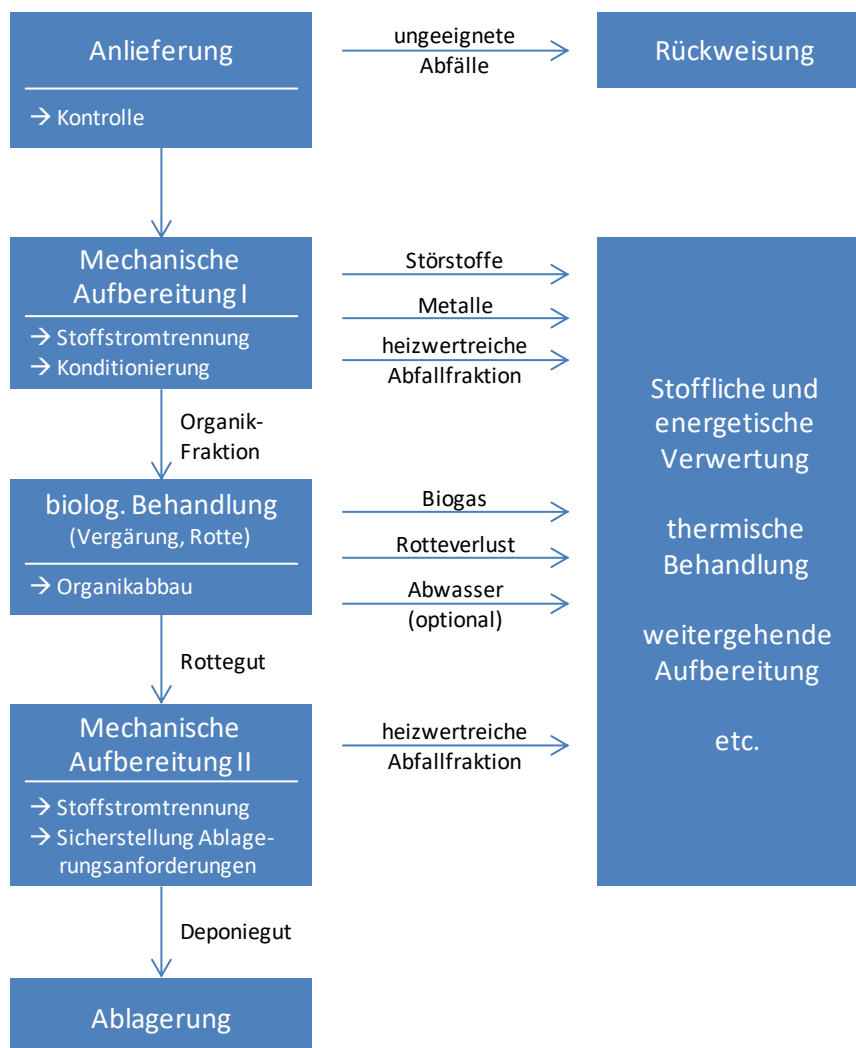 Anlieferung
→ Kontrolle
ungeeignete
Abfälle
Rückweisung
Mechanische
Aufbereitung I
→ Stoffstromtrennung
→ Konditionierung
Störstoffe
Metalle
heizwertreiche
Abfallfraktion
Organik-
Fraktion
biolog. Behandlung
(Vergärung, Rotte)
→ Organikabbau
Biogas
Rotteverlust
Abwasser
(optional)
Rottegut
Mechanische
Aufbereitung II
→ Stoffstromtrennung
→ Sicherstellung Ablage-
rungsanforderungen
heizwertreiche
Abfallfraktion
Stoffliche und
energetische
Verwertung
thermische
Behandlung
weitergehende
Aufbereitung
etc.
Deponiegut
Ablagerung